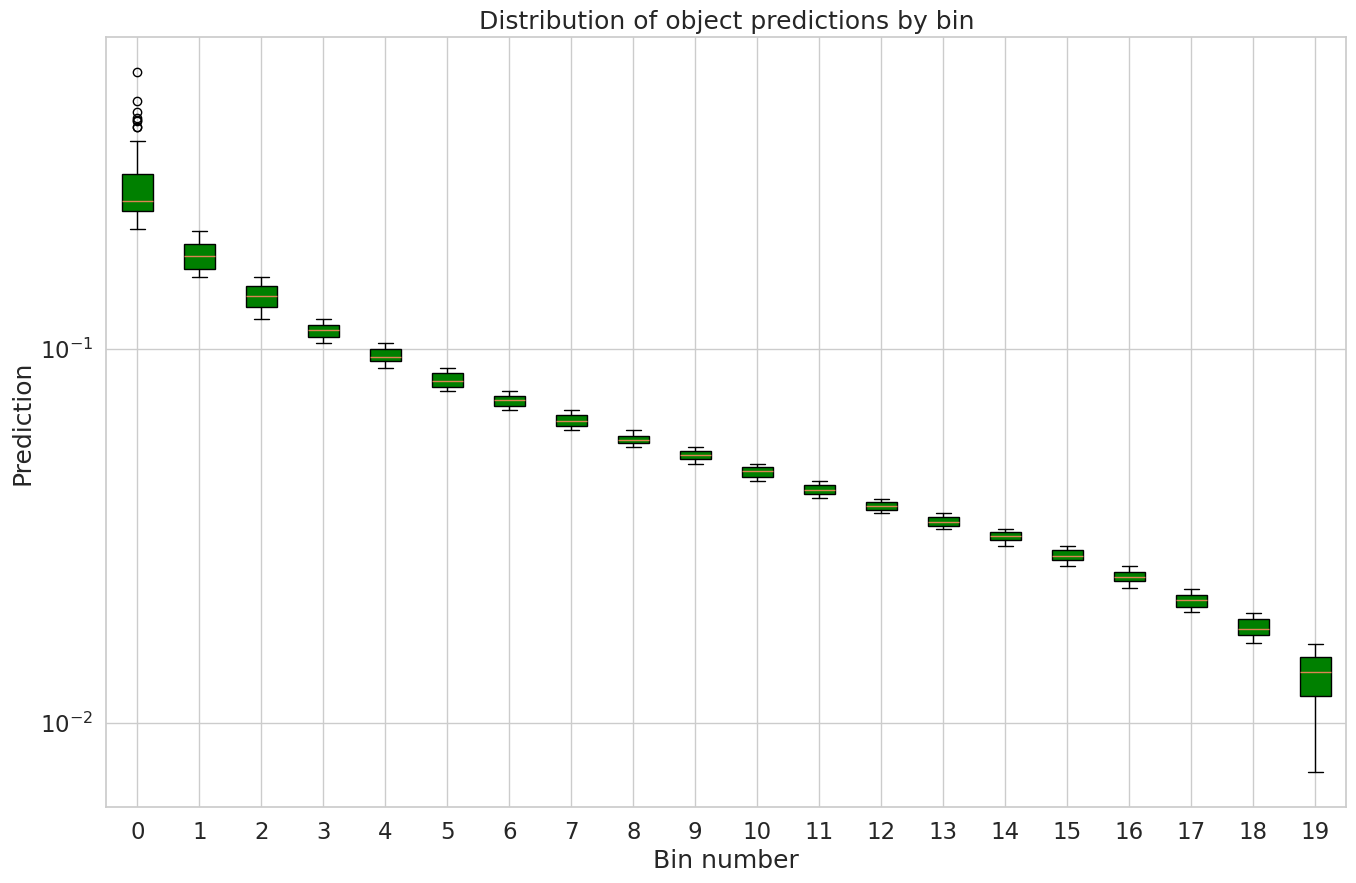 Distribution of object predictions by bin
Prediction
10⁻¹
10⁻²
0 1 2 3 4 5 6 7 8 9 10 11 12 13 14 15 16 17 18 19
Bin number